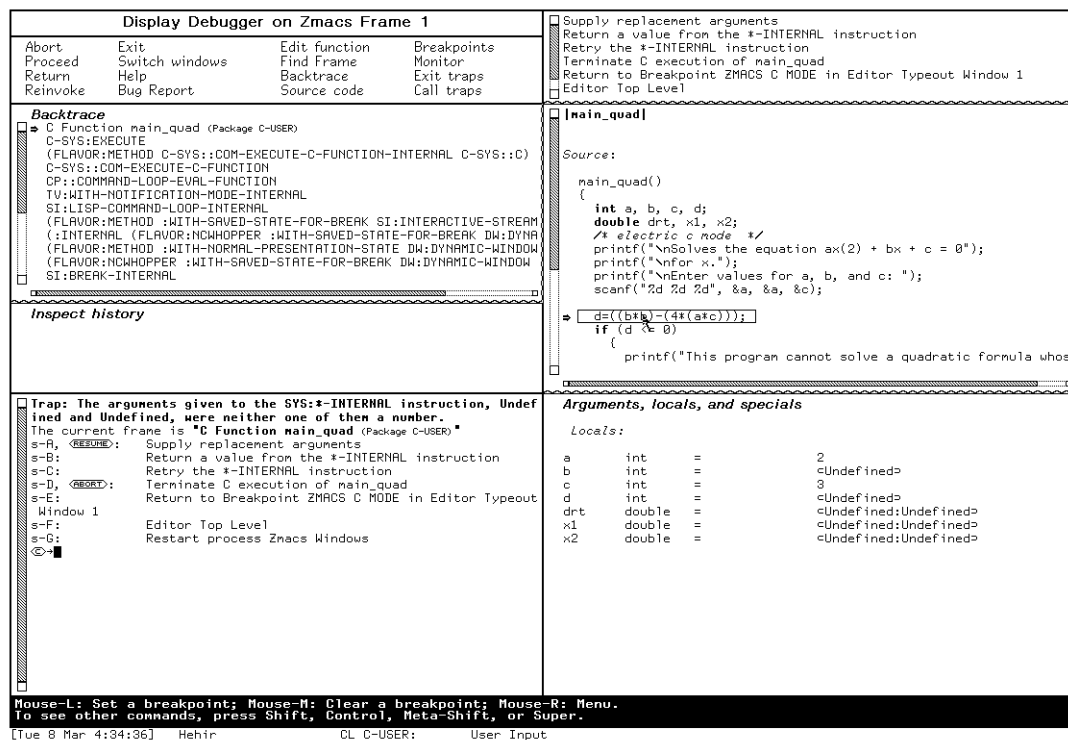 Display Debugger on Zmacs Frame 1
Abort Exit Edit function Breakpoints
Proceed Switch windows Find Frame Monitor
Return Help Backtrace Exit traps
Reinvoke Bug Report Source code Call traps
Supply replacement arguments
Return a value from the *-INTERNAL instruction
Retry the *-INTERNAL instruction
Terminate C execution of main_quad
Return to Breakpoint ZMACS C MODE in Editor Typeout Window 1
Editor Top Level
Backtrace
⇒ C Function main_quad (Package C-USER)
C-SYS:EXECUTE
(FLAVOR:METHOD C-SYS::COM-EXECUTE-C-FUNCTION-INTERNAL C-SYS::C)
C-SYS::COM-EXECUTE-C-FUNCTION
CP::COMMAND-LOOP-EVAL-FUNCTION
TV:WITH-NOTIFICATION-MODE-INTERNAL
SI:LISP-COMMAND-LOOP-INTERNAL
(FLAVOR:METHOD :WITH-SAVED-STATE-FOR-BREAK SI:INTERACTIVE-STREAM
(:INTERNAL (FLAVOR:NCWHOPPER :WITH-SAVED-STATE-FOR-BREAK DW:DYNA
(FLAVOR:METHOD :WITH-NORMAL-PRESENTATION-STATE DW:DYNAMIC-WINDOW
(FLAVOR:NCWHOPPER :WITH-SAVED-STATE-FOR-BREAK DW:DYNAMIC-WINDOW
SI:BREAK-INTERNAL
Inspect history
|main_quad|
Source:
main_quad()
{
int a, b, c, d;
double drt, x1, x2;
/* electric c mode */
printf("\nSolves the equation ax(2) + bx + c = 0");
printf("\nfor x.");
printf("\nEnter values for a, b, and c: ");
scanf("%d %d %d", &a, &a, &c);
⇒ d=((b*b)-(4*(a*c)));
if (d <= 0)
{
printf("This program cannot solve a quadratic formula whos
Trap: The arguments given to the SYS:*-INTERNAL instruction, Undef
ined and Undefined, were neither one of them a number.
The current frame is "C Function main_quad (Package C-USER)"
s-A, <RESUME>: Supply replacement arguments
s-B: Return a value from the *-INTERNAL instruction
s-C: Retry the *-INTERNAL instruction
s-D, <ABORT>: Terminate C execution of main_quad
s-E: Return to Breakpoint ZMACS C MODE in Editor Typeout
Window 1
s-F: Editor Top Level
s-G: Restart process Zmacs Windows
<C>→
Arguments, locals, and specials
Locals:
a int = 2
b int = ⊂Undefined⊃
c int = 3
d int = ⊂Undefined⊃
drt double = ⊂Undefined:Undefined⊃
x1 double = ⊂Undefined:Undefined⊃
x2 double = ⊂Undefined:Undefined⊃
Mouse-L: Set a breakpoint; Mouse-M: Clear a breakpoint; Mouse-R: Menu.
To see other commands, press Shift, Control, Meta-Shift, or Super.
[Tue 8 Mar 4:34:36] Hehir CL C-USER: User Input